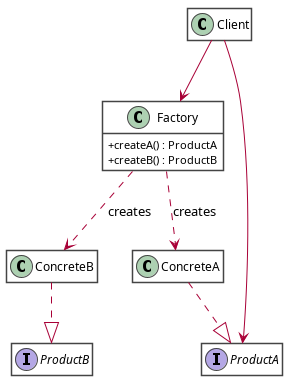 C Client
C Factory
+createA() : ProductA
+createB() : ProductB
creates
creates
C ConcreteB
C ConcreteA
I ProductB
I ProductA